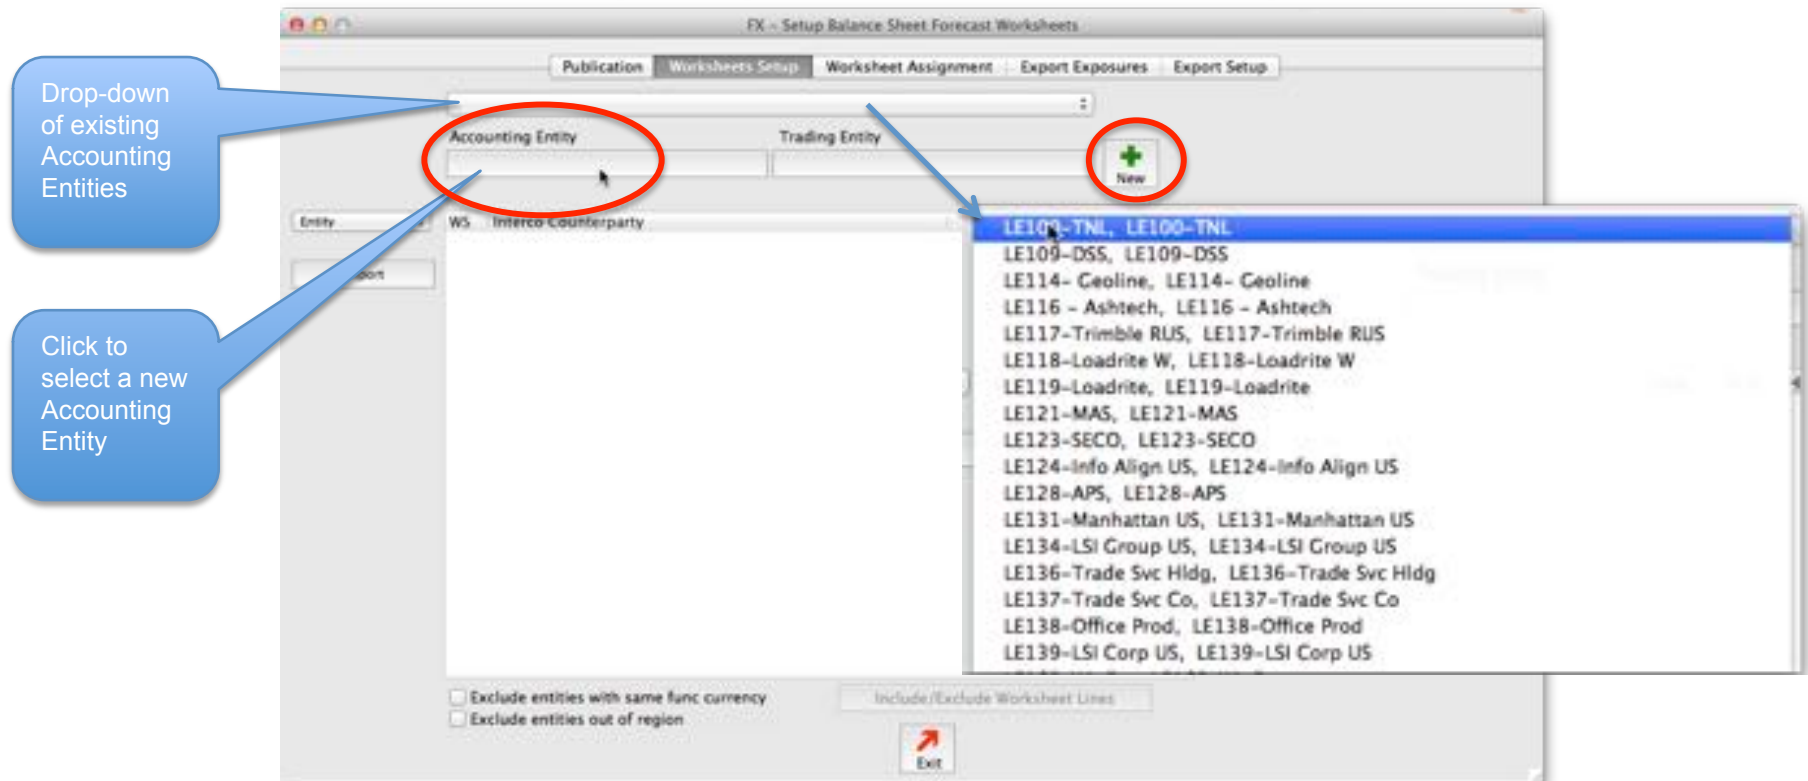 FX - Setup Balance Sheet Forecast Worksheets
Publication Worksheets Setup Worksheet Assignment Export Exposures Export Setup
Drop-down
of existing
Accounting
Entities
Accounting Entity Trading Entity
New
Entity
WS Interco Counterparty
Click to
select a new
Accounting
Entity
LE100-TNL, LE100-TNL
LE109-DSS, LE109-DSS
LE114- Geoline, LE114- Geoline
LE116 - Ashtech, LE116 - Ashtech
LE117-Trimble RUS, LE117-Trimble RUS
LE118-Loadrite W, LE118-Loadrite W
LE119-Loadrite, LE119-Loadrite
LE121-MAS, LE121-MAS
LE123-SECO, LE123-SECO
LE124-Info Align US, LE124-Info Align US
LE128-APS, LE128-APS
LE131-Manhattan US, LE131-Manhattan US
LE134-LSI Group US, LE134-LSI Group US
LE136-Trade Svc Hldg, LE136-Trade Svc Hldg
LE137-Trade Svc Co, LE137-Trade Svc Co
LE138-Office Prod, LE138-Office Prod
LE139-LSI Corp US, LE139-LSI Corp US
Exclude entities with same func currency
Include/Exclude Worksheet Lines
Exclude entities out of region
Exit